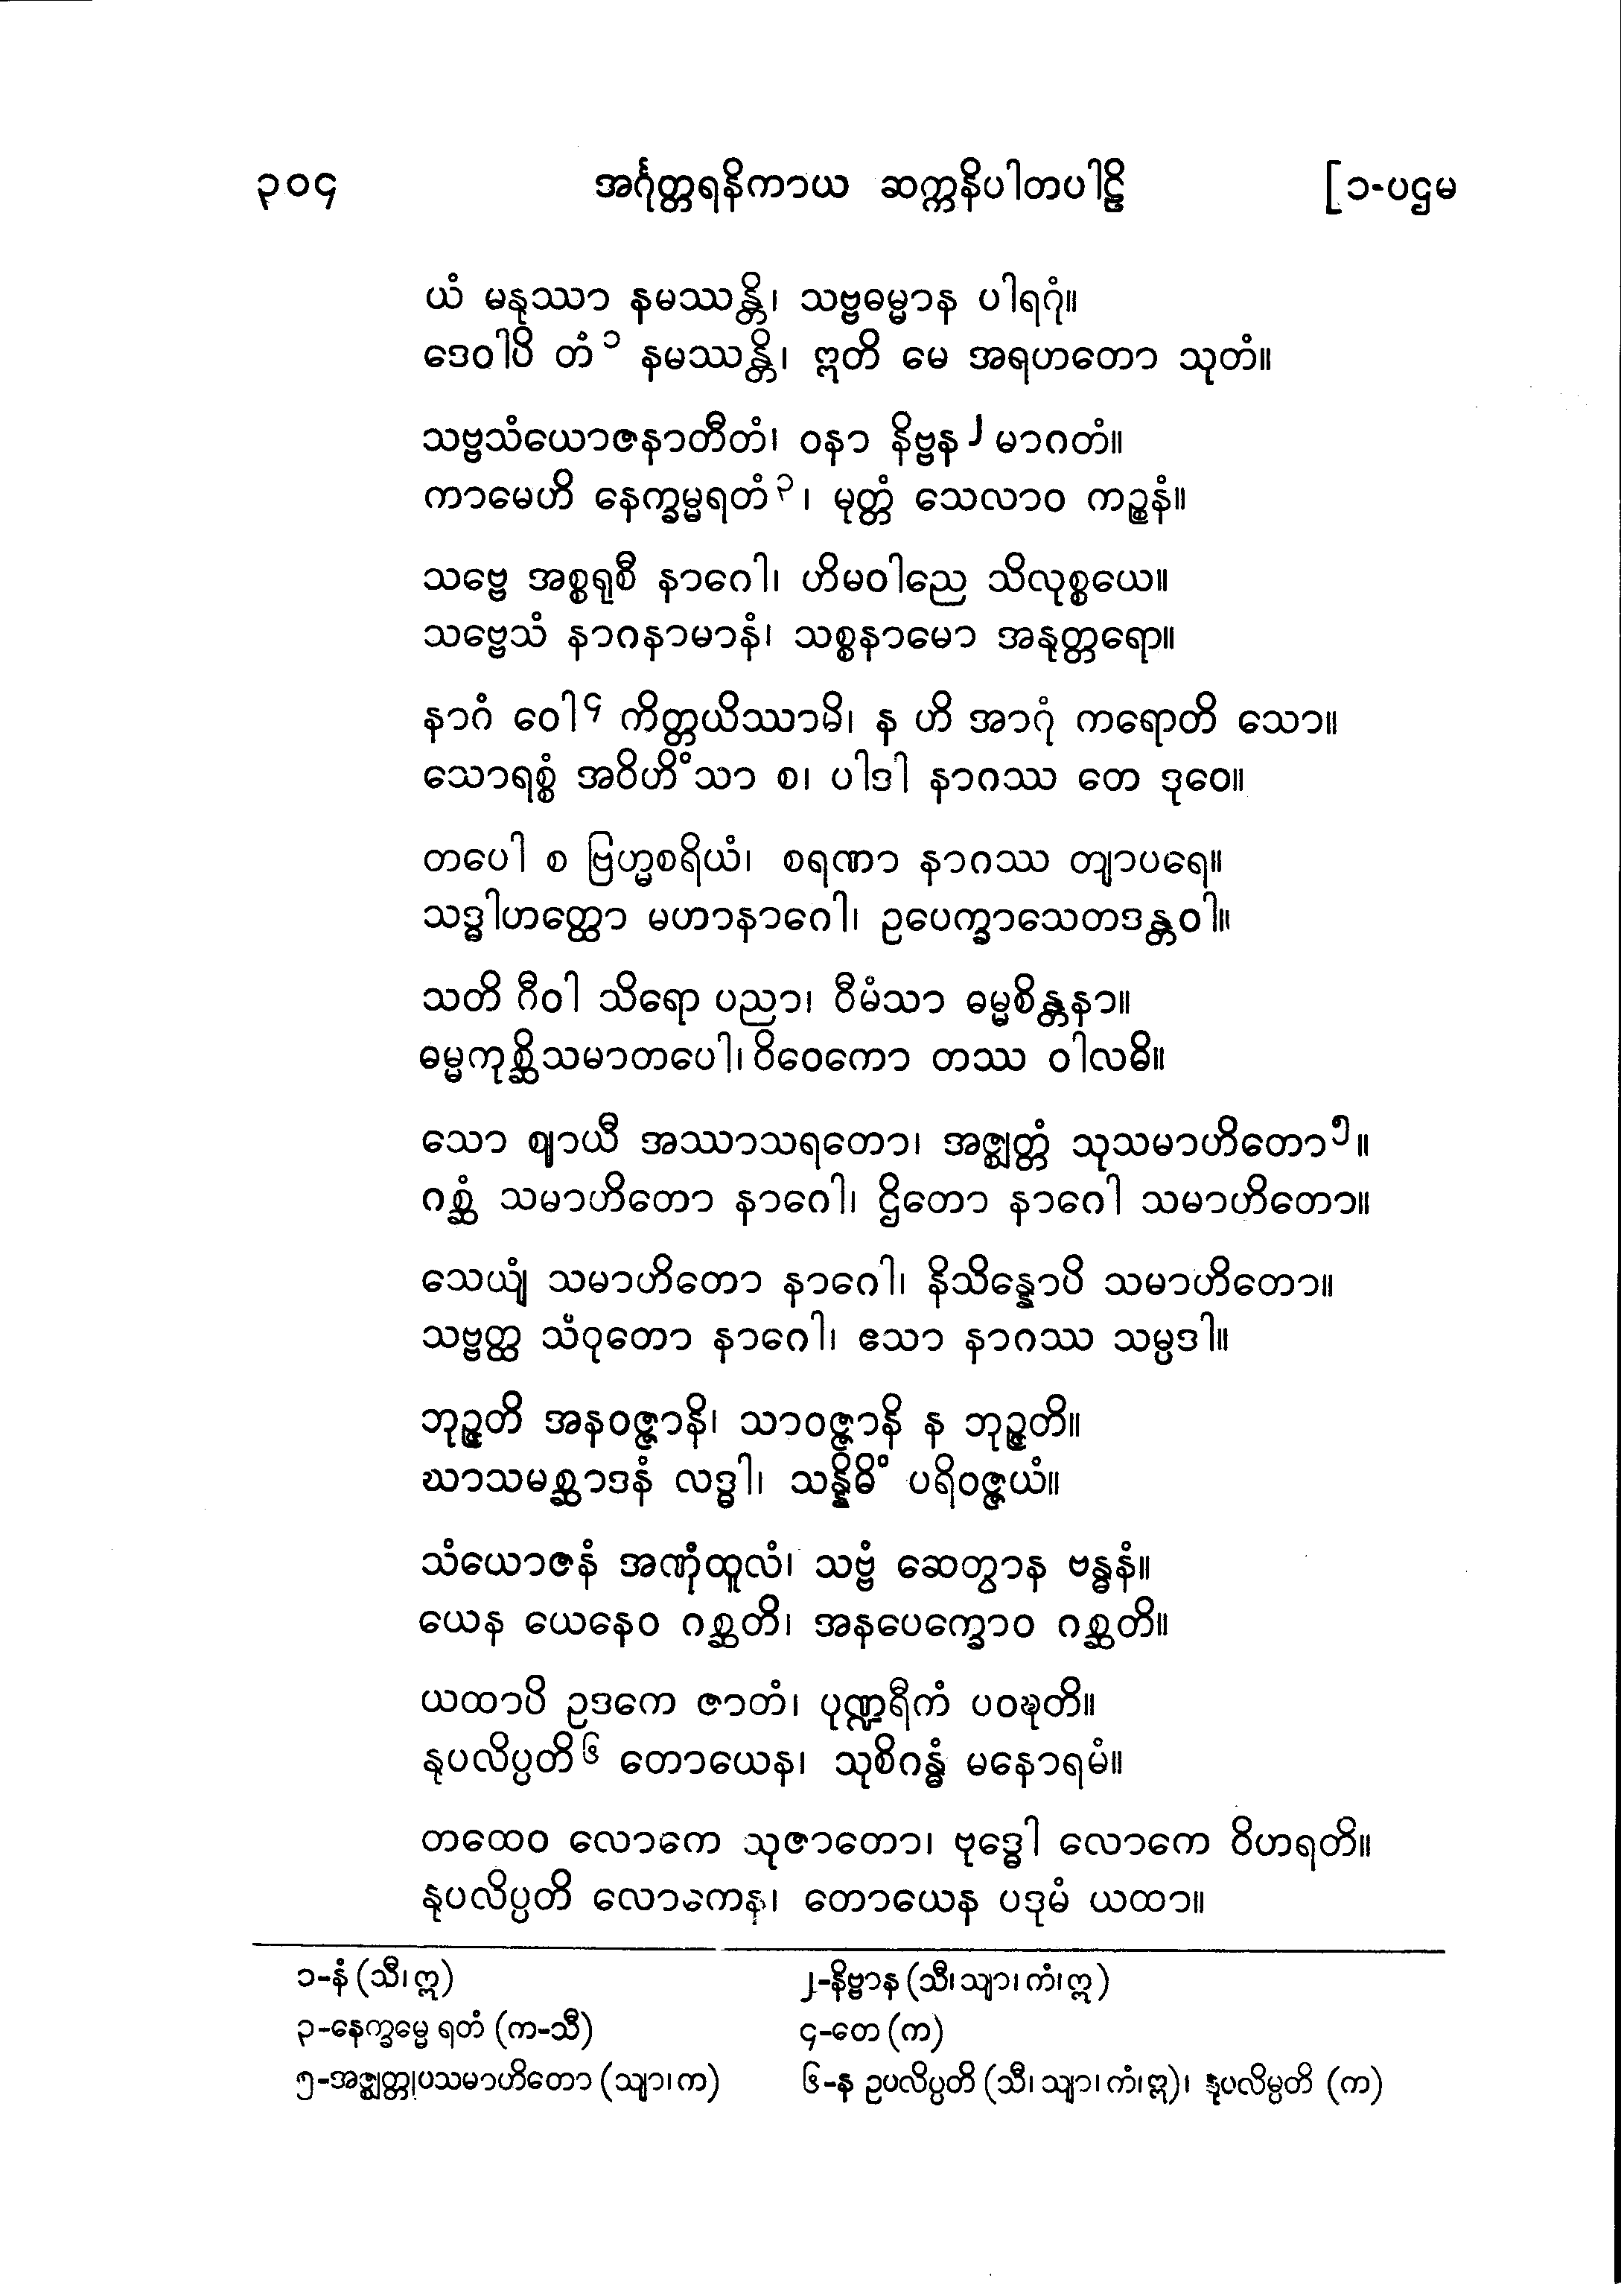 ၃၀၄ အင်္ဂုတ္တရနိကာယ ဆက္ကနိပါတပါဠိ [၁-ပဌမ
ယံ မနုဿာ နမဿန္တိ၊ သဗ္ဗဓမ္မာန ပါရဂုံ။
ဒေဝါပိ တံ၁ နမဿန္တိ၊ ဣတိ မေ အရဟတော သုတံ။
သဗ္ဗသံယောဇနာတီတံ၊ ဝနာ နိဗ္ဗန၂ မာဂတံ။
ကာမေဟိ နေက္ခမ္မရတံ၃၊ မုတ္တံ သေလာဝ ကဉ္စနံ။
သဗ္ဗေ အစ္စရုစီ နာဂေါ၊ ဟိမဝါညေ သိလုစ္စယေ။
သဗ္ဗေသံ နာဂနာမာနံ၊ သစ္စနာမော အနုတ္တရော။
နာဂံ ဝေါ၄ ကိတ္တယိဿာမိ၊ န ဟိ အာဂုံ ကရောတိ သော။
သောရစ္စံ အဝိဟိံသာ စ၊ ပါဒါ နာဂဿ တေ ဒုဝေ။
တပေါ စ ဗြဟ္မစရိယံ၊ စရဏာ နာဂဿ တျာပရေ။
သဒ္ဓါဟတ္ထော မဟာနာဂေါ၊ ဥပေက္ခာသေတဒန္တဝါ။
သတိ ဂီဝါ သိရော ပညာ၊ ဝီမံသာ ဓမ္မစိန္တနာ။
ဓမ္မကုစ္ဆိသမာတပေါ၊ ဝိဝေကော တဿ ဝါလဓိ။
သော ဈာယီ အဿာသရတော၊ အဇ္ဈတ္တံ သုသမာဟိတော၅။
ဂစ္ဆံ သမာဟိတော နာဂေါ၊ ဌိတော နာဂေါ သမာဟိတော။
သေယျံ သမာဟိတော နာဂေါ၊ နိသိန္နောပိ သမာဟိတော။
သဗ္ဗတ္ထ သံဝုတော နာဂေါ၊ ဧသာ နာဂဿ သမ္ပဒါ။
ဘုဉ္ဇတိ အနဝဇ္ဇာနိ၊ သာဝဇ္ဇာနိ န ဘုဉ္ဇတိ။
ဃာသမစ္ဆာဒနံ လဒ္ဓါ၊ သန္နိဓိံ ပရိဝဇ္ဇယံ။
သံယောဇနံ အဏုံထူလံ၊ သဗ္ဗံ ဆေတွာန ဗန္ဓနံ။
ယေန ယေနေဝ ဂစ္ဆတိ၊ အနပေက္ခောဝ ဂစ္ဆတိ။
ယထာပိ ဥဒကေ ဇာတံ၊ ပုဏ္ဍရီကံ ပဝဍ္ဎတိ။
နုပလိပ္ပတိ၆ တောယေန၊ သုစိဂန္ဓံ မနောရမံ။
တထေဝ လောကေ သုဇာတော၊ ဗုဒ္ဓေါ လောကေ ဝိဟရတိ။
နုပလိပ္ပတိ လောကေန၊ တောယေန ပဒုမံ ယထာ။
၁-နံ (သီ၊ ဣ) ၂-နိဗ္ဗာန (သီ၊ သျာ၊ ကံ၊ ဣ)
၃-နေက္ခမ္မေ ရတံ (က-သီ) ၄-တေ (က)
၅-အဇ္ဈတ္တုပသမာဟိတော (သျာ၊ က) ၆-န ဥပလိပ္ပတိ (သီ၊ သျာ၊ ကံ၊ ဣ)၊ နုပလိမ္ပတိ (က)